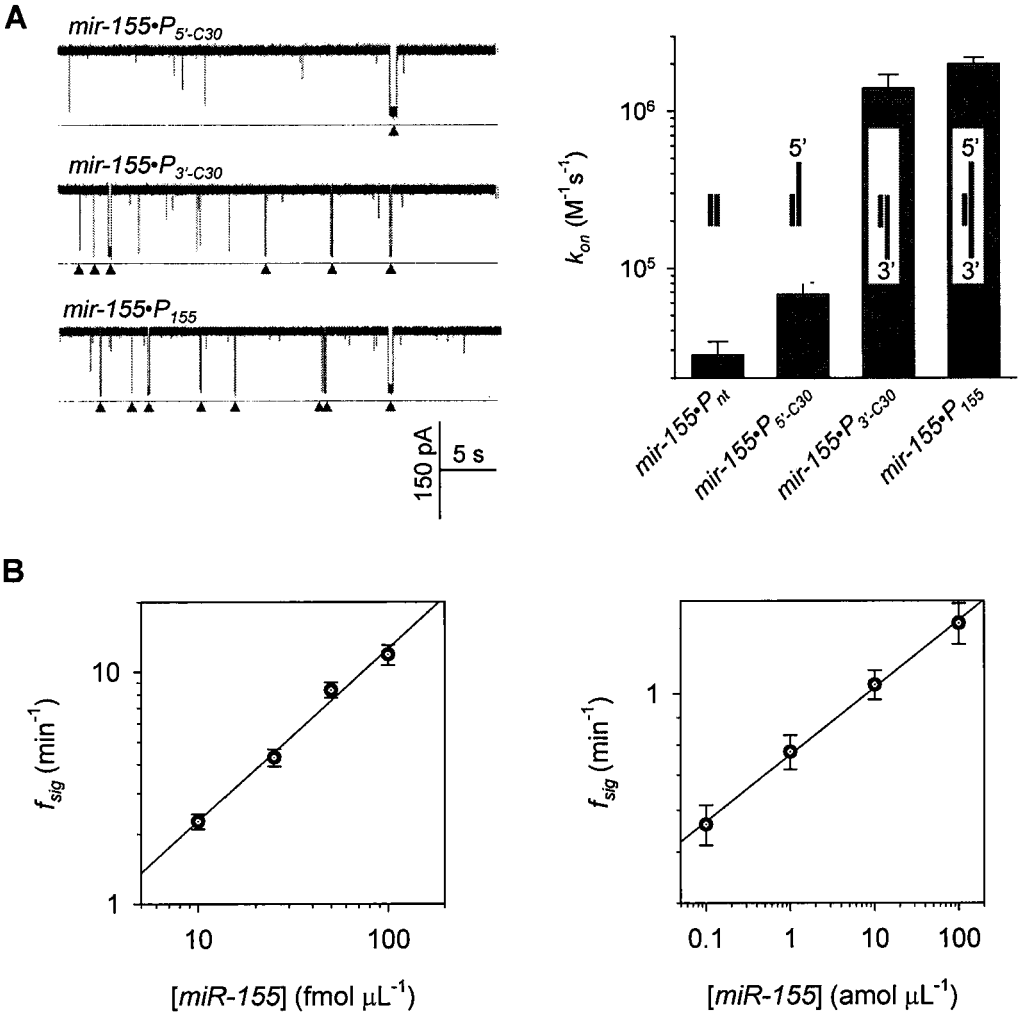 A
mir-155•P5'-C30
mir-155•P3'-C30
mir-155•P155
150 pA
5 s
kon (M-1s-1)
106
105
5'
3'
5'
3'
mir-155•Pnt
mir-155•P5'-C30
mir-155•P3'-C30
mir-155•P155
B
fsig (min-1)
10
1
10
100
[miR-155] (fmol μL-1)
fsig (min-1)
1
0.1
1
10
100
[miR-155] (amol μL-1)